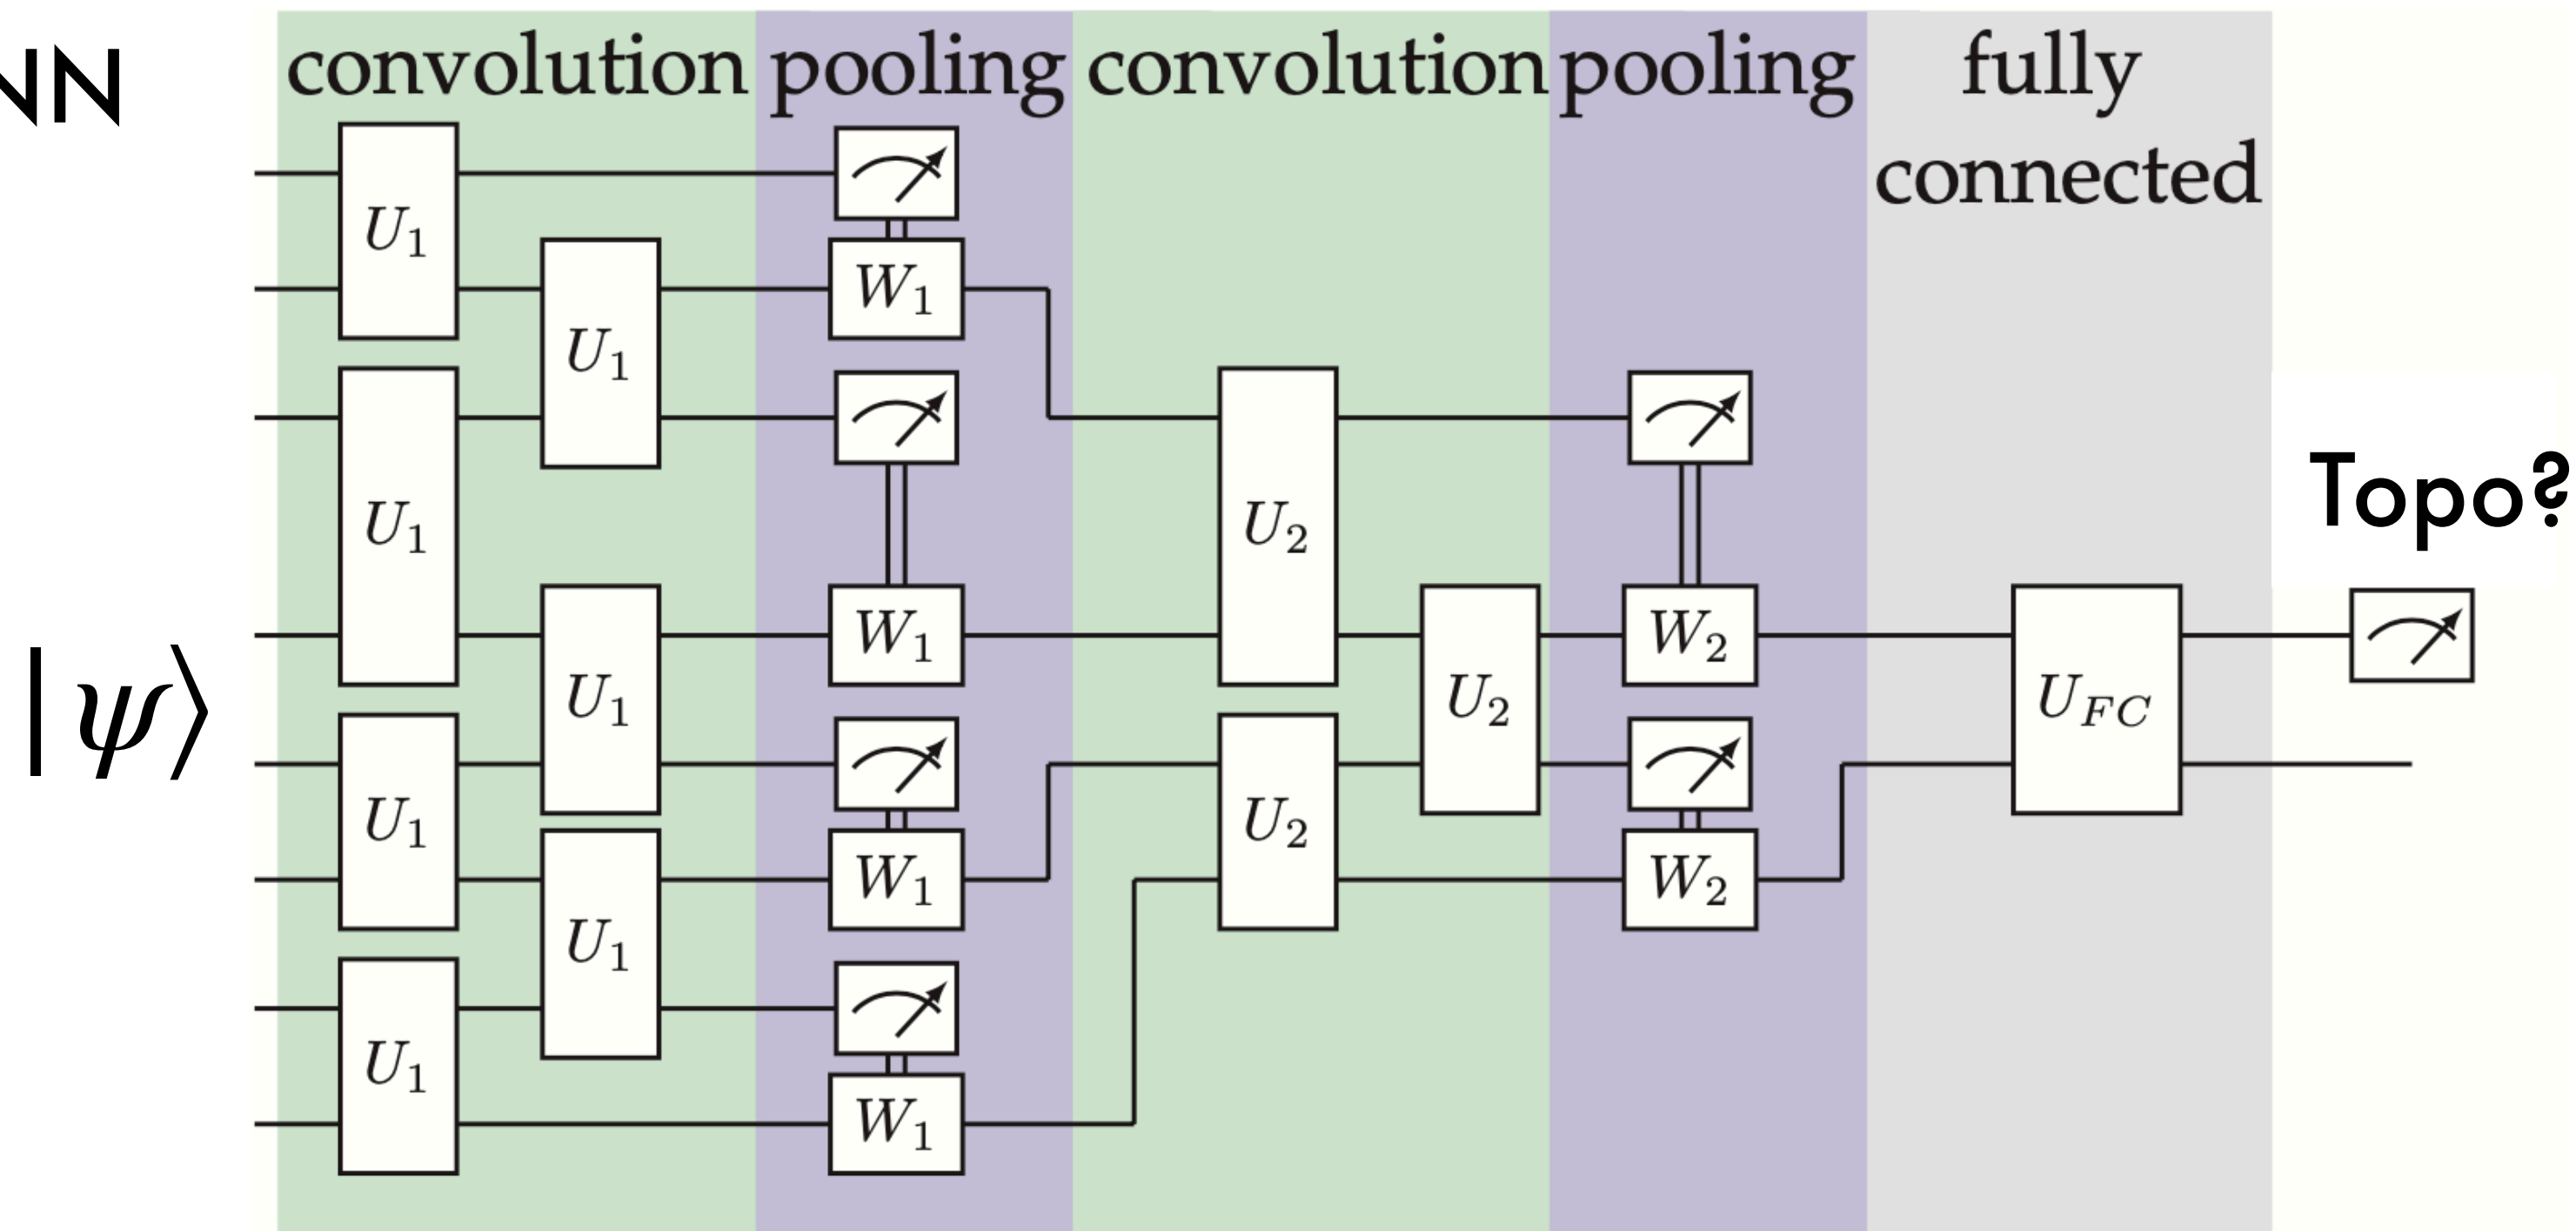 NN
convolution pooling convolution pooling fully
connected
U₁
U₁
W₁
U₁
U₂
Topo?
|ψ⟩
U₁
W₁
U₂
W₂
U_FC
U₁
U₂
W₁
W₂
U₁
U₁
W₁